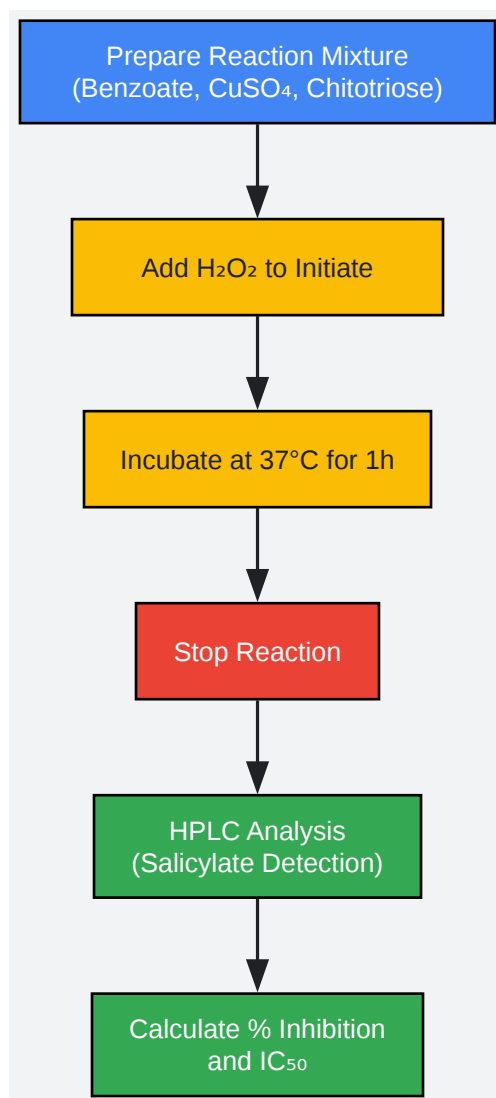 Prepare Reaction Mixture
(Benzoate, CuSO₄, Chitotriose)
Add H₂O₂ to Initiate
Incubate at 37°C for 1h
Stop Reaction
HPLC Analysis
(Salicylate Detection)
Calculate % Inhibition
and IC₅₀